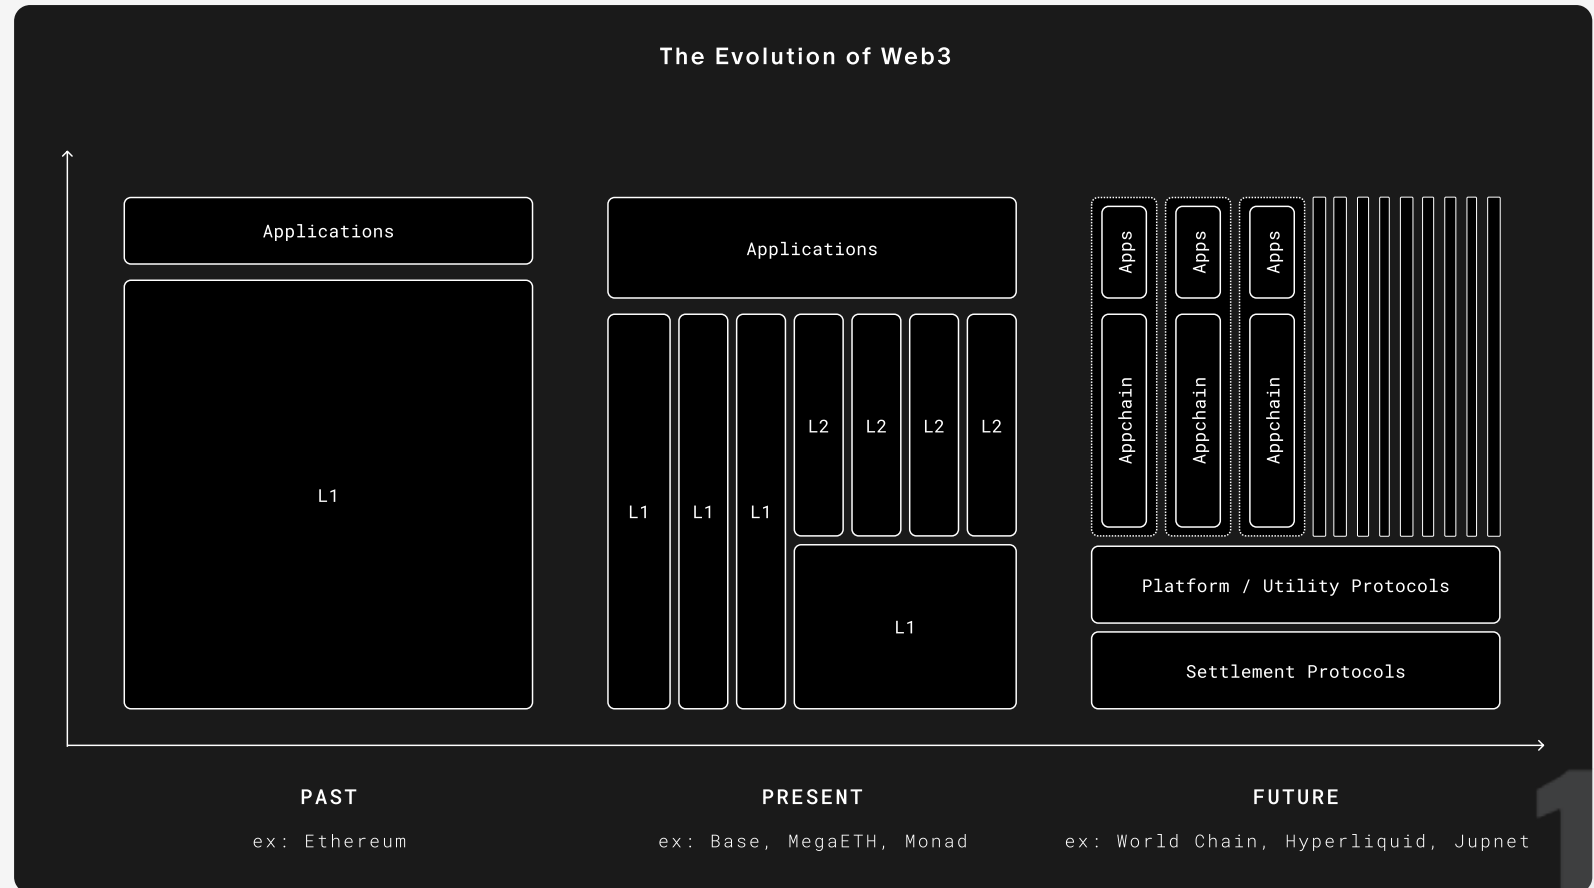 The Evolution of Web3
Applications
L1
PAST
ex: Ethereum
Applications
L1
L1
L1
L2
L2
L2
L2
L1
PRESENT
ex: Base, MegaETH, Monad
Apps
Apps
Apps
Appchain
Appchain
Appchain
Platform / Utility Protocols
Settlement Protocols
FUTURE
ex: World Chain, Hyperliquid, Jupnet
1